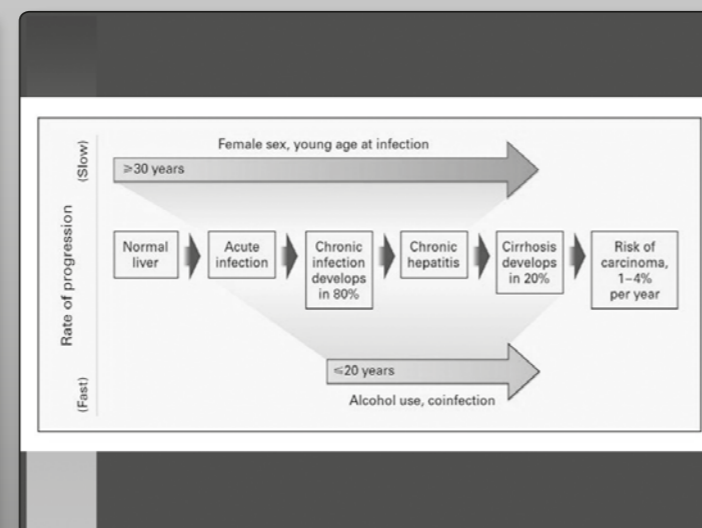 Female sex, young age at infection
(Slow)
≥30 years
Rate of progression
Normal
liver
Acute
infection
Chronic
infection
develops
in 80%
Chronic
hepatitis
Cirrhosis
develops
in 20%
Risk of
carcinoma,
1–4%
per year
≤20 years
(Fast)
Alcohol use, coinfection